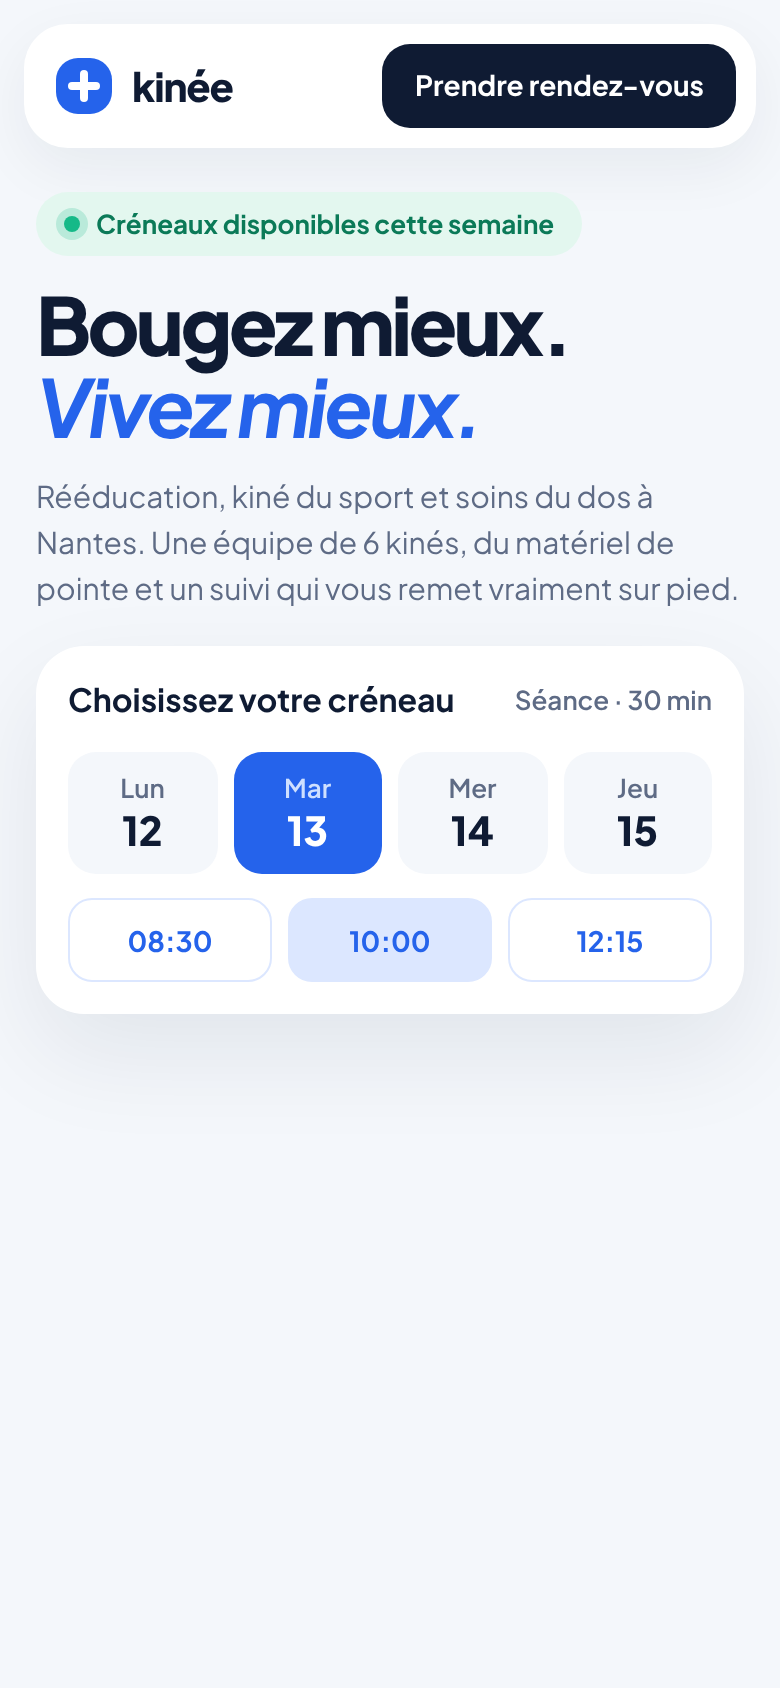 kinée
Prendre rendez-vous
Créneaux disponibles cette semaine
Bougez mieux.
Vivez mieux.
Rééducation, kiné du sport et soins du dos à
Nantes. Une équipe de 6 kinés, du matériel de
pointe et un suivi qui vous remet vraiment sur pied.
Choisissez votre créneau
Séance · 30 min
Lun
12
Mar
13
Mer
14
Jeu
15
08:30
10:00
12:15